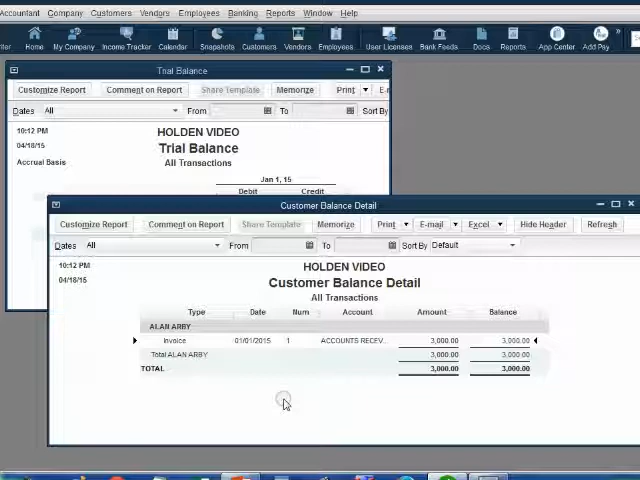 Accountant Company Customers Vendors Employees Banking Reports Window Help
Home My Company Income Tracker Calendar Snapshots Customers Vendors Employees User Licenses Bank Feeds Docs Reports App Center Add Pay »
Trial Balance
Customize Report Comment on Report Share Template Memorize Print
Dates All From To Sort By
10:12 PM
HOLDEN VIDEO
04/18/15
Trial Balance
Accrual Basis
All Transactions
Jan 1, 15
Debit Credit
Customer Balance Detail
Customize Report Comment on Report Share Template Memorize Print E-mail Excel Hide Header Refresh
Dates All From To Sort By Default
10:12 PM
HOLDEN VIDEO
04/18/15
Customer Balance Detail
All Transactions
Type Date Num Account Amount Balance
ALAN ARBY
Invoice 01/01/2015 1 ACCOUNTS RECEV... 3,000.00 3,000.00
Total ALAN ARBY 3,000.00 3,000.00
TOTAL 3,000.00 3,000.00